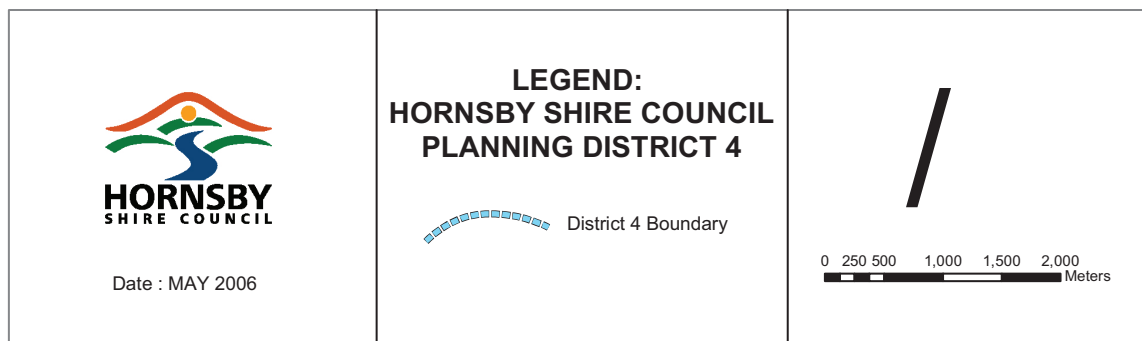 HORNSBY
SHIRE COUNCIL
Date : MAY 2006
LEGEND:
HORNSBY SHIRE COUNCIL
PLANNING DISTRICT 4
District 4 Boundary
/
0 250 500 1,000 1,500 2,000
Meters